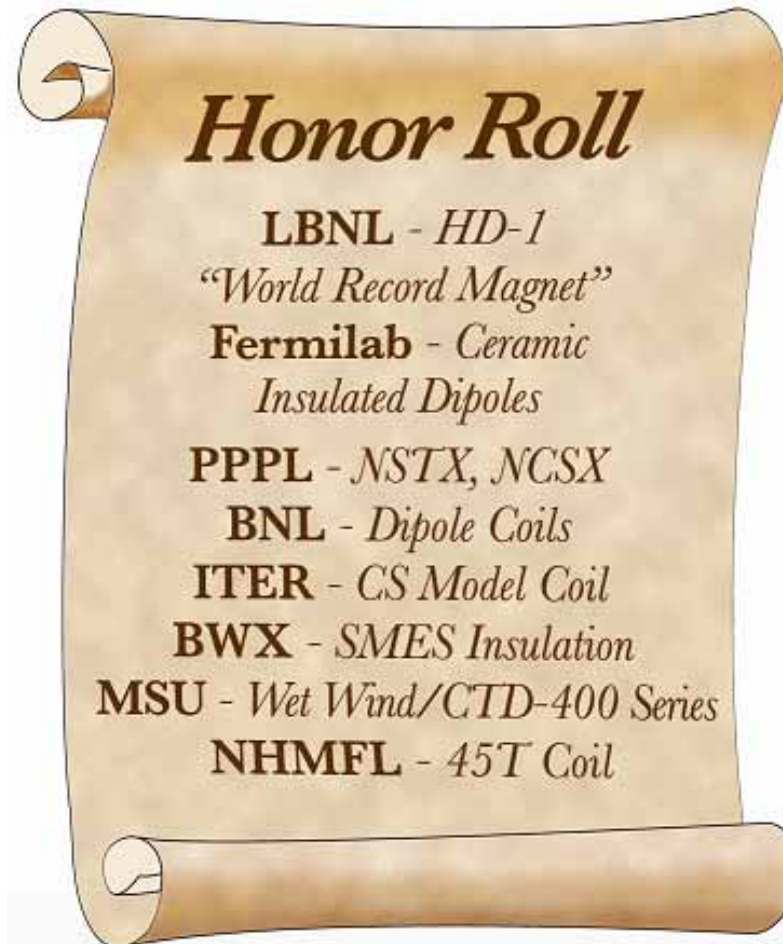 Honor Roll
LBNL - HD-1
“World Record Magnet”
Fermilab - Ceramic
Insulated Dipoles
PPPL - NSTX, NCSX
BNL - Dipole Coils
ITER - CS Model Coil
BWX - SMES Insulation
MSU - Wet Wind/CTD-400 Series
NHMFL - 45T Coil